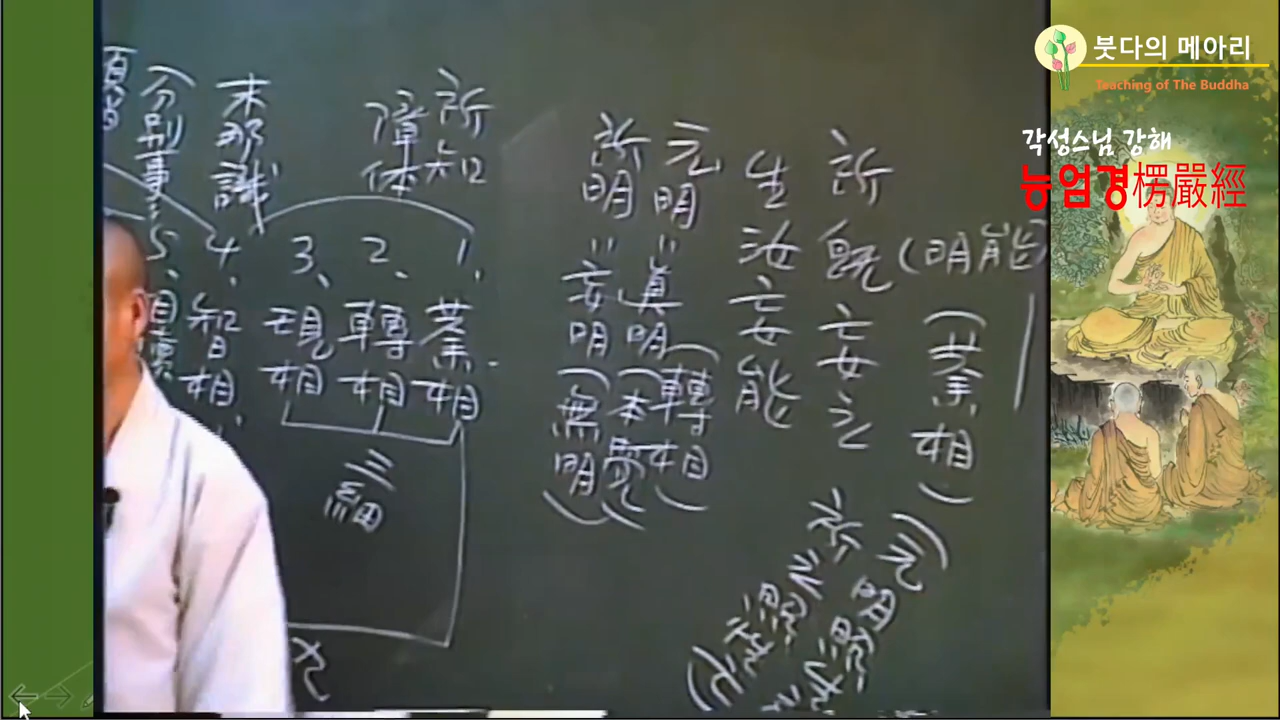 붓다의 메아리
Teaching of The Buddha
각성스님 강해
능엄경楞嚴經
(明能)
(業相)
所既妄立
生汝妄能
(轉相)
元明〃眞明(本覺)
所明〃妄明(無明)
所知
障体
末那識
(分別事
1、業相
2、轉相
3、現相
4、智相
5、
三細
九